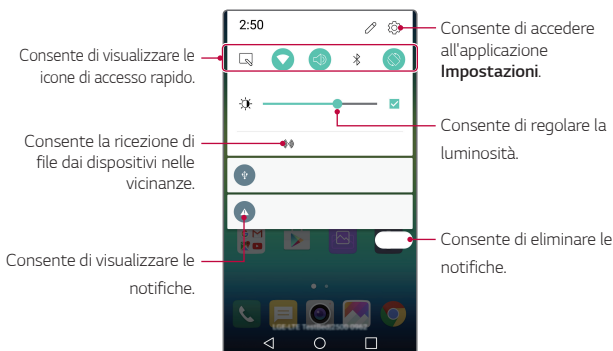 2:50
Consente di visualizzare le
icone di accesso rapido.
Consente la ricezione di
file dai dispositivi nelle
vicinanze.
Consente di visualizzare le
notifiche.
Consente di accedere
all'applicazione
Impostazioni.
Consente di regolare la
luminosità.
Consente di eliminare le
notifiche.